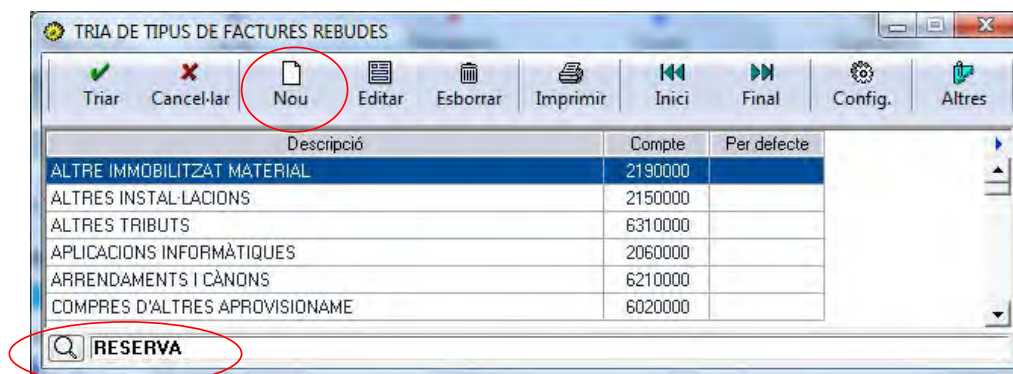 TRIA DE TIPUS DE FACTURES REBUDES
Triar Cancel·lar Nou Editar Esborrar Imprimir Inici Final Config. Altres
Descripció Compte Per defecte
ALTRE IMMOBILITZAT MATERIAL 2190000
ALTRES INSTAL·LACIONS 2150000
ALTRES TRIBUTS 6310000
APLICACIONS INFORMÀTIQUES 2060000
ARRENDAMENTS I CÀNONS 6210000
COMPRES D'ALTRES APROVISIONAME 6020000
RESERVA